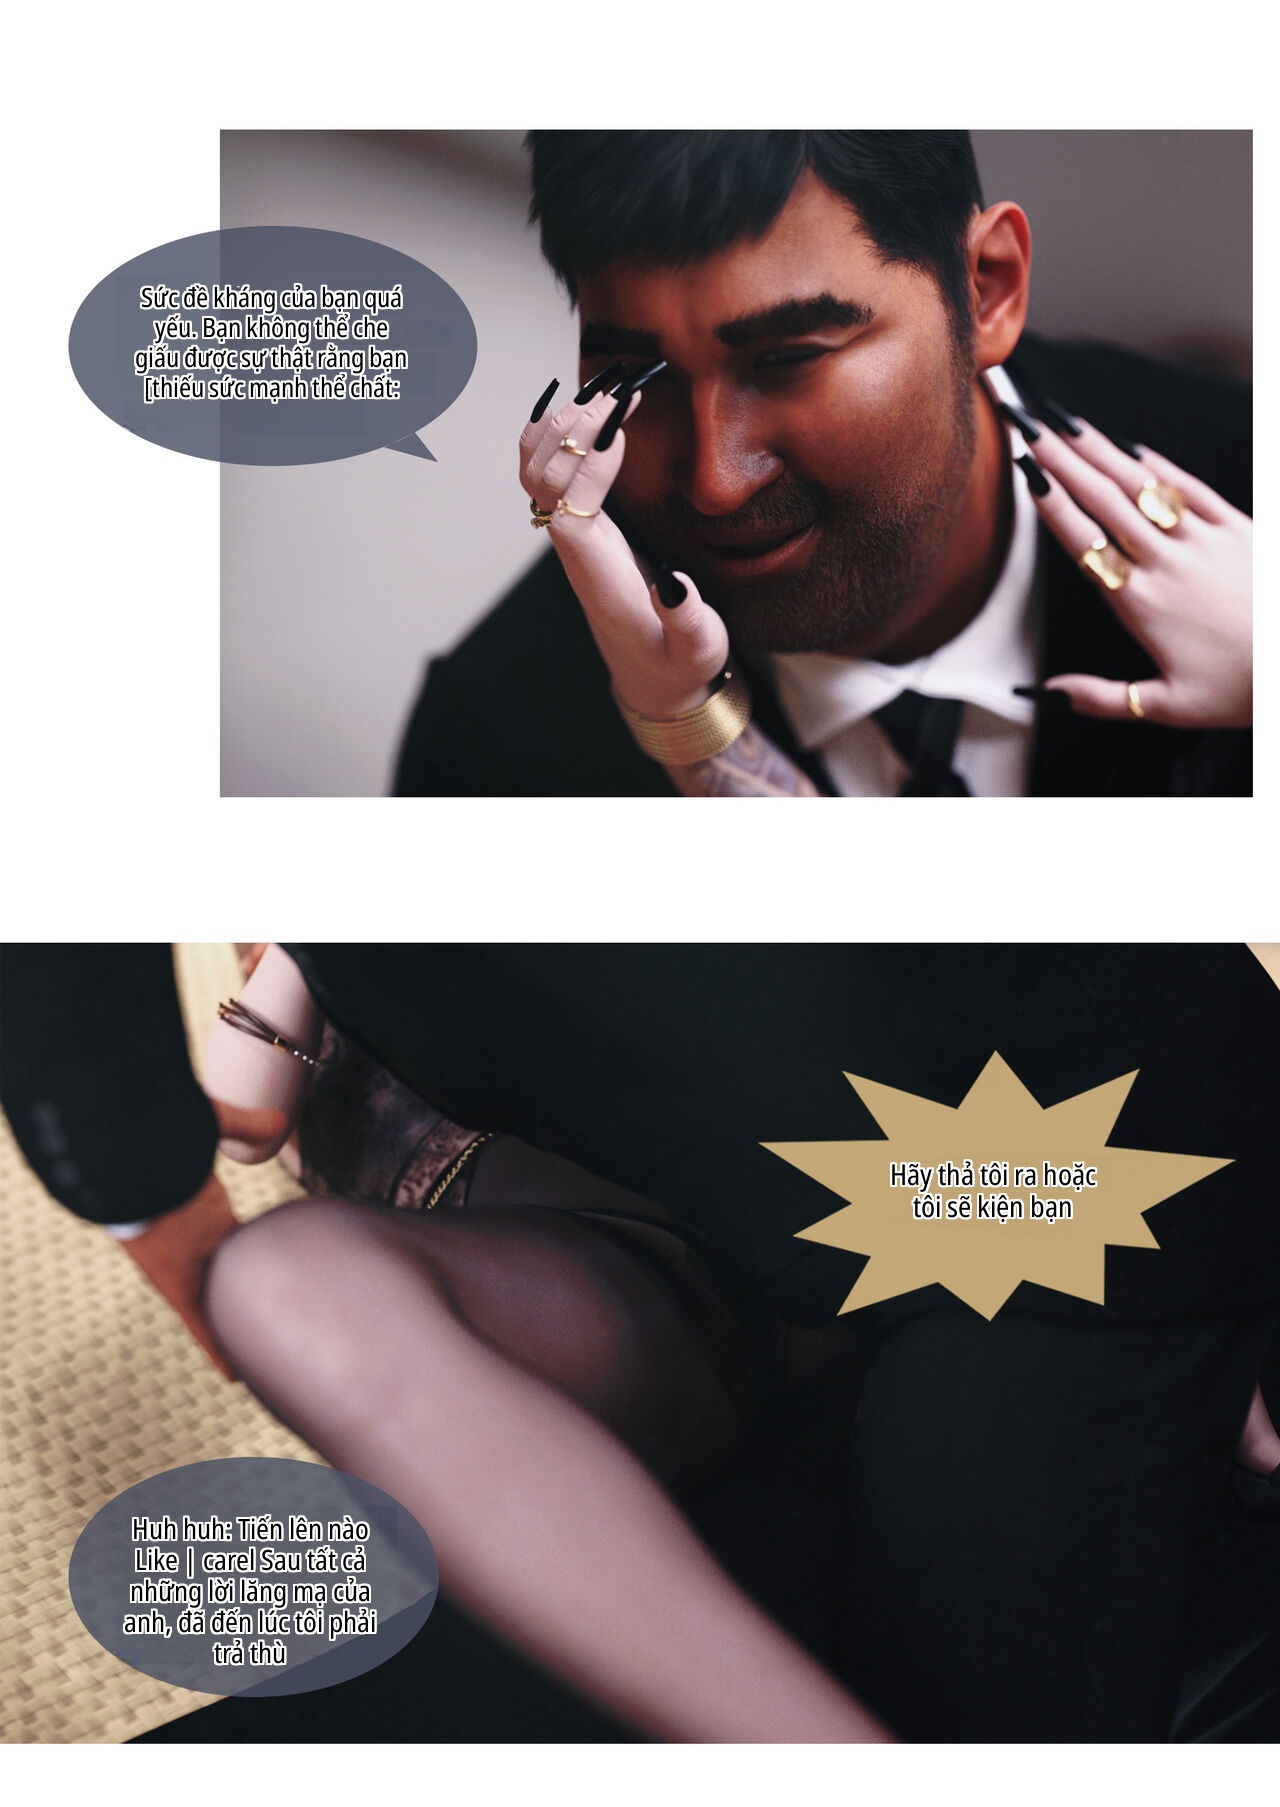 Sức đề kháng của bạn quá
yếu. Bạn không thể che
giấu được sự thật rằng bạn
[thiếu sức mạnh thể chất:
Hãy thả tôi ra hoặc
tôi sẽ kiện bạn
Huh huh: Tiến lên nào
Like | carel Sau tất cả
những lời lăng mạ của
anh, đã đến lúc tôi phải
trả thù